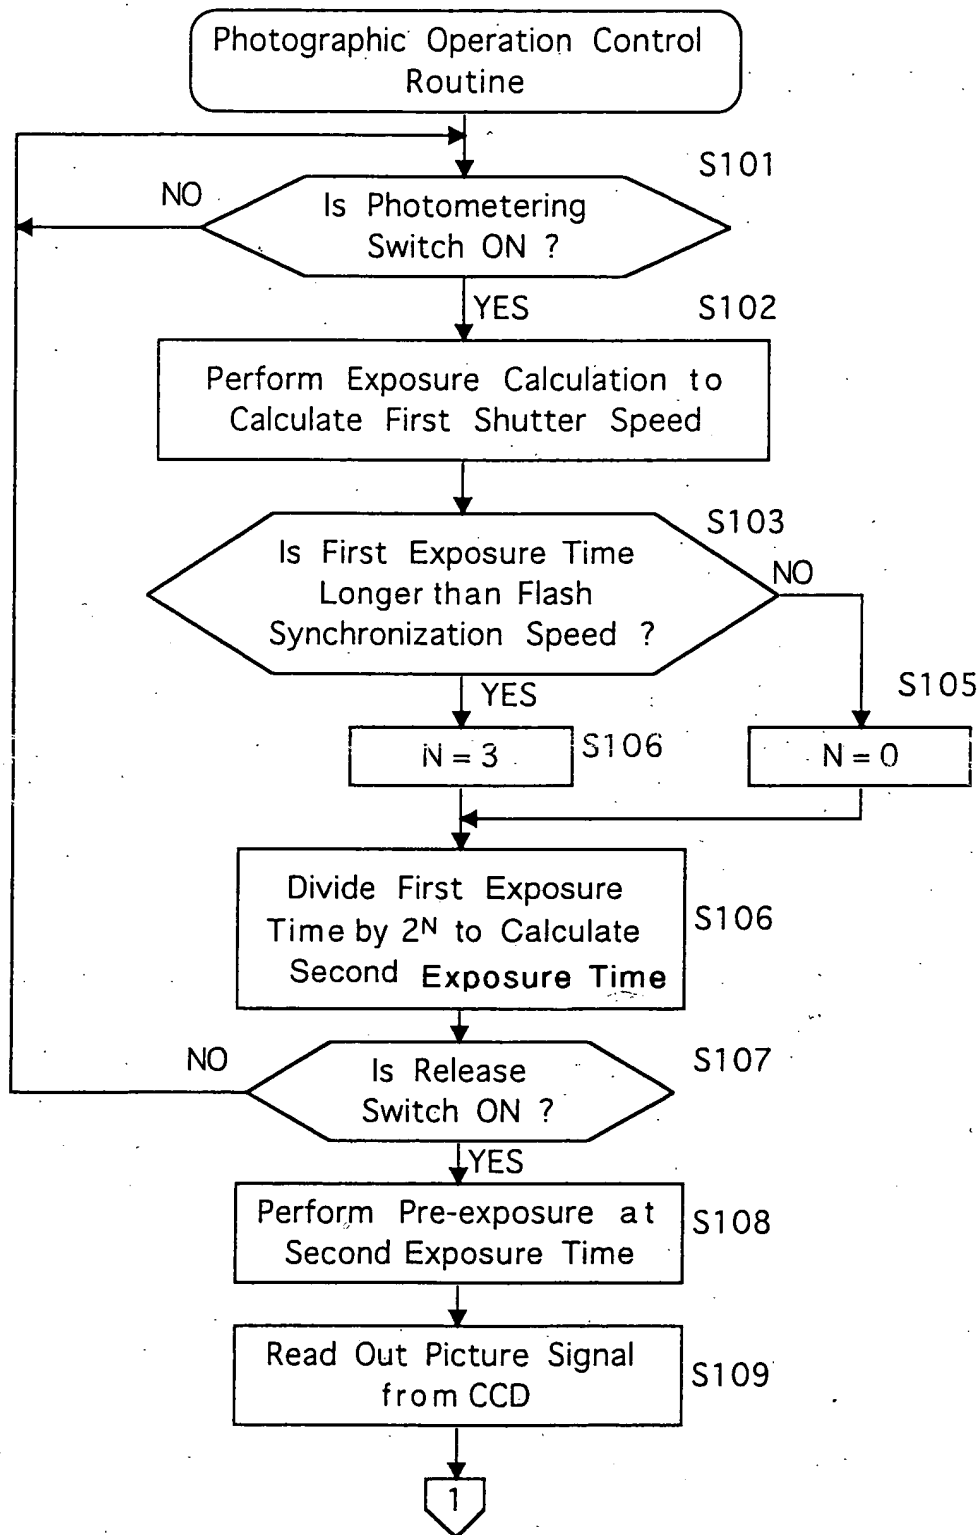 Photographic Operation Control
Routine
S101
NO
Is Photometering
Switch ON ?
YES
S102
Perform Exposure Calculation to
Calculate First Shutter Speed
S103
Is First Exposure Time
Longer than Flash
Synchronization Speed ?
NO
YES
S105
N = 3
S106
N = 0
Divide First Exposure
Time by 2ᴺ to Calculate
Second Exposure Time
S106
NO
Is Release
Switch ON ?
S107
YES
Perform Pre-exposure at
Second Exposure Time
S108
Read Out Picture Signal
from CCD
S109
1